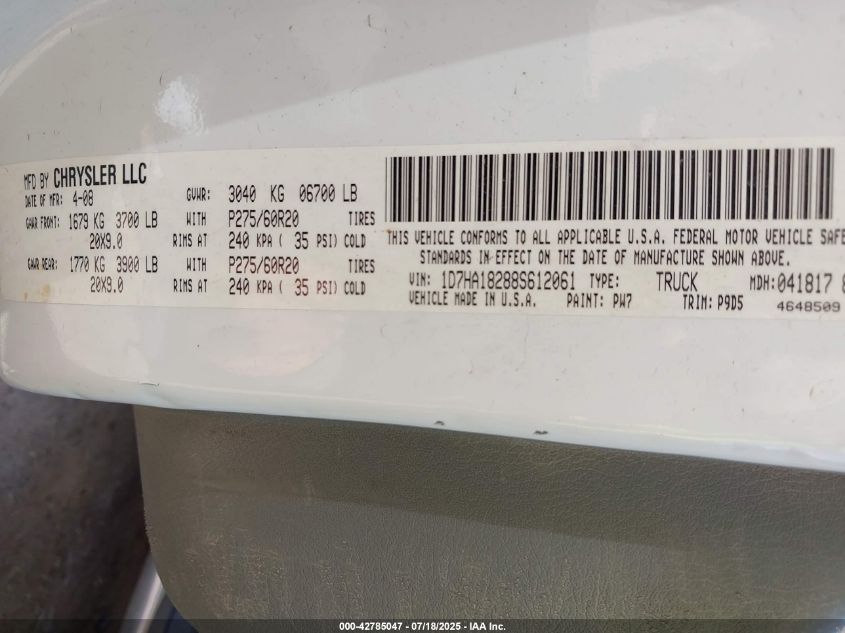 MFD BY CHRYSLER LLC
DATE OF MFR: 4-08 GVWR: 3040 KG 06700 LB
GAWR FRONT: 1679 KG 3700 LB WITH P275/60R20 TIRES
20X9.0 RIMS AT 240 KPA ( 35 PSI) COLD
GAWR REAR: 1770 KG 3900 LB WITH P275/60R20 TIRES
20X9.0 RIMS AT 240 KPA ( 35 PSI) COLD
THIS VEHICLE CONFORMS TO ALL APPLICABLE U.S.A. FEDERAL MOTOR VEHICLE SAFE
STANDARDS IN EFFECT ON THE DATE OF MANUFACTURE SHOWN ABOVE.
VIN: 1D7HA18288S612061 TYPE: TRUCK MDH: 041817 8
VEHICLE MADE IN U.S.A. PAINT: PW7 TRIM: P9D5 4648509
000-42785047 - 07/18/2025 - IAA Inc.